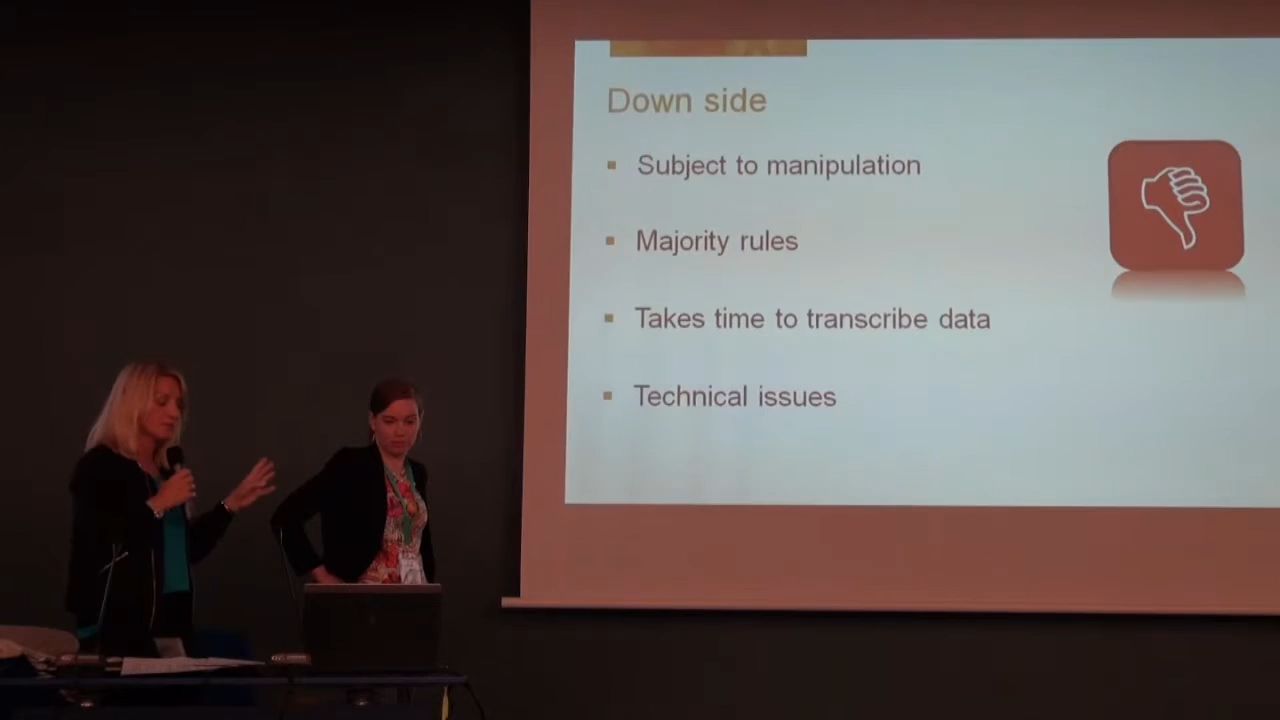 Down side
Subject to manipulation
Majority rules
Takes time to transcribe data
Technical issues